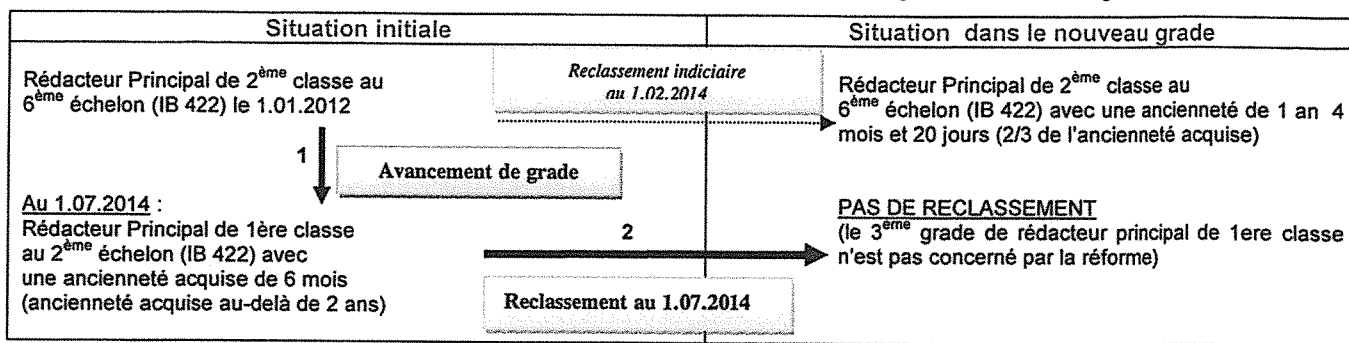 Situation initiale
Situation dans le nouveau grade
Rédacteur Principal de 2ème classe au
6ème échelon (IB 422) le 1.01.2012
Reclassement indiciaire
au 1.02.2014
Rédacteur Principal de 2ème classe au
6ème échelon (IB 422) avec une ancienneté de 1 an 4
mois et 20 jours (2/3 de l'ancienneté acquise)
1
Avancement de grade
Au 1.07.2014 :
Rédacteur Principal de 1ère classe
au 2ème échelon (IB 422) avec
une ancienneté acquise de 6 mois
(ancienneté acquise au-delà de 2 ans)
2
Reclassement au 1.07.2014
PAS DE RECLASSEMENT
(le 3ème grade de rédacteur principal de 1ere classe
n'est pas concerné par la réforme)